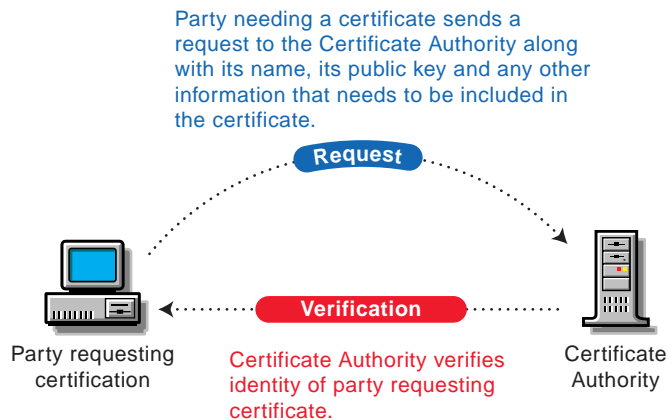 Party needing a certificate sends a
request to the Certificate Authority along
with its name, its public key and any other
information that needs to be included in
the certificate.
Request
Verification
Party requesting
certification
Certificate Authority verifies
identity of party requesting
certificate.
Certificate
Authority